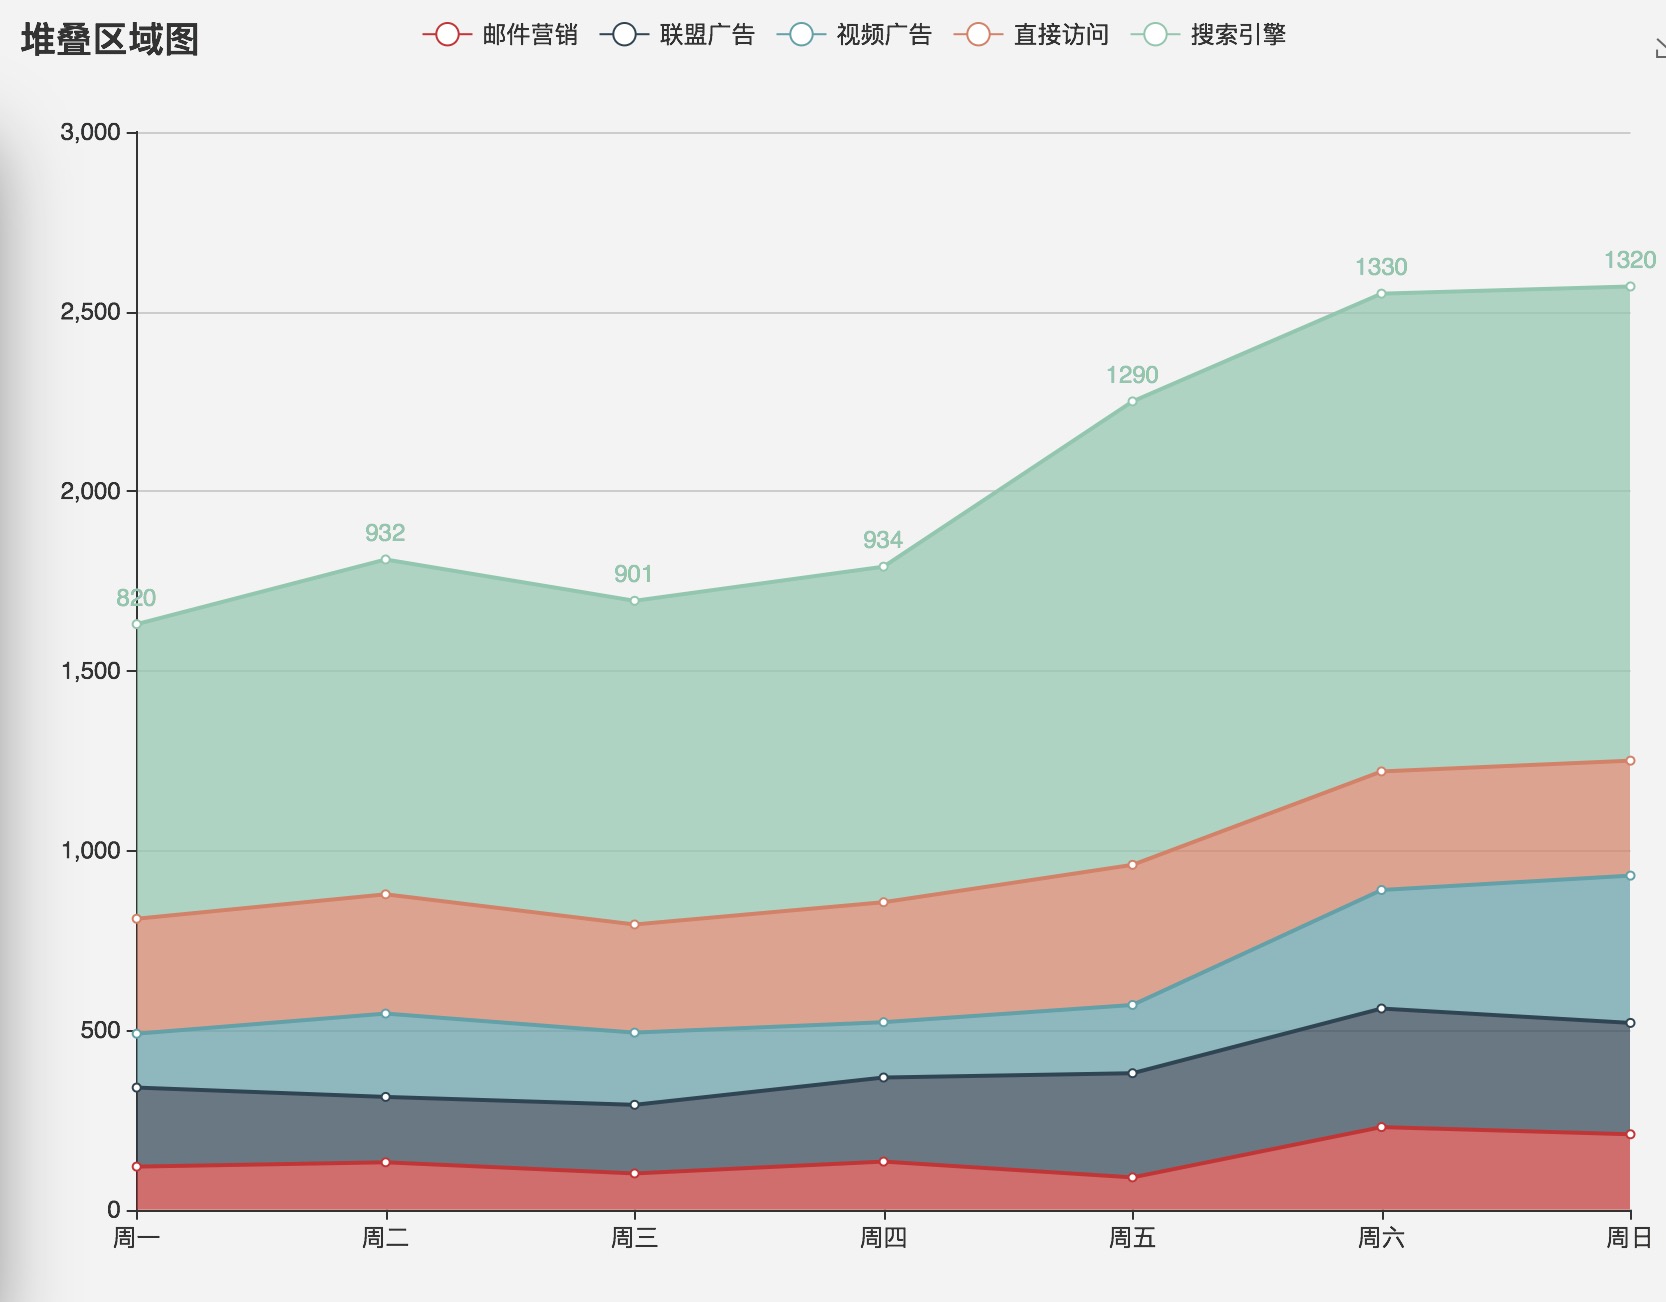 堆叠区域图
邮件营销 联盟广告 视频广告 直接访问 搜索引擎
3,000
2,500
2,000
1,500
1,000
500
0
820 932 901 934 1290 1330 1320
周一 周二 周三 周四 周五 周六 周日